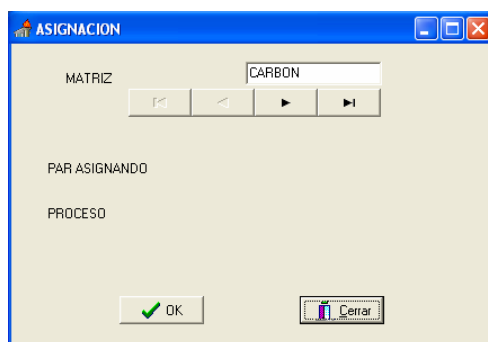 ASIGNACION
MATRIZ CARBON
PAR ASIGNANDO
PROCESO
OK Cerrar